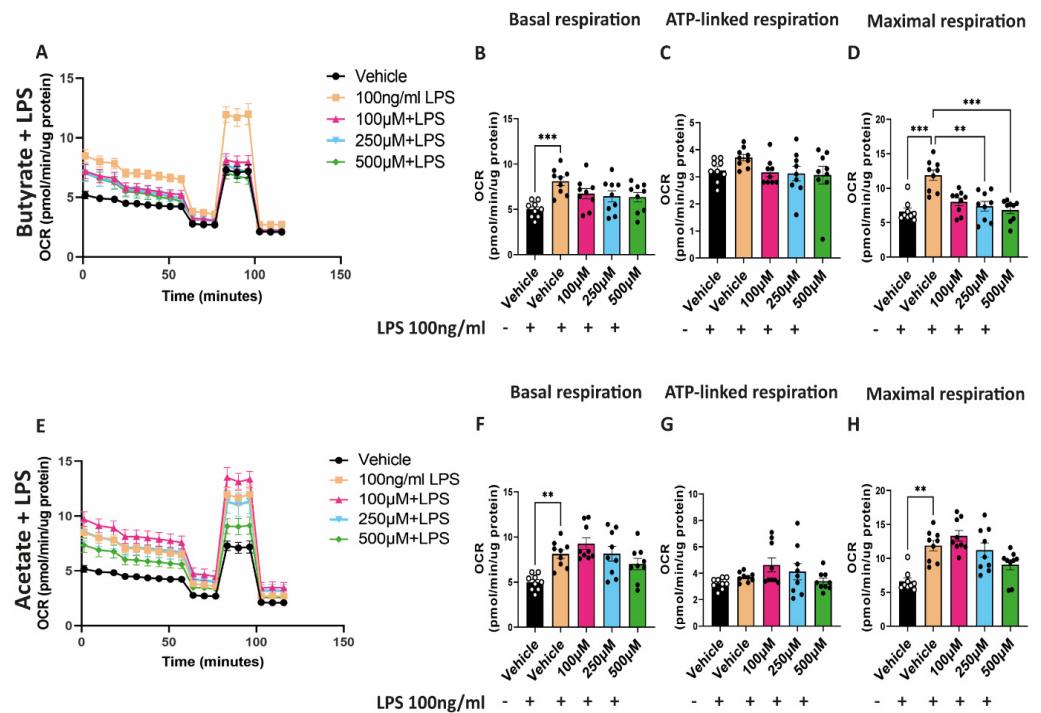 Basal respiration
ATP-linked respiration
Maximal respiration
A
B
C
D
Butyrate + LPS
OCR (pmol/min/ug protein)
15
10
5
0
0
50
100
150
Time (minutes)
Vehicle
100ng/ml LPS
100µM+LPS
250µM+LPS
500µM+LPS
OCR
(pmol/min/ug protein)
15
10
5
0
***
Vehicle
Vehicle
100µM
250µM
500µM
OCR
(pmol/min/ug protein)
5
4
3
2
1
0
Vehicle
Vehicle
100µM
250µM
500µM
OCR
(pmol/min/ug protein)
20
15
10
5
0
***
***
**
Vehicle
Vehicle
100µM
250µM
500µM
LPS 100ng/ml - + + + +
- + + + +
- + + + +
Basal respiration
ATP-linked respiration
Maximal respiration
E
F
G
H
Acetate + LPS
OCR (pmol/min/ug protein)
15
10
5
0
0
50
100
150
Time (minutes)
Vehicle
100ng/ml LPS
100µM+LPS
250µM+LPS
500µM+LPS
OCR
(pmol/min/ug protein)
15
10
5
0
**
Vehicle
Vehicle
100µM
250µM
500µM
OCR
(pmol/min/ug protein)
10
8
6
4
2
0
Vehicle
Vehicle
100µM
250µM
500µM
OCR
(pmol/min/ug protein)
20
15
10
5
0
**
Vehicle
Vehicle
100µM
250µM
500µM
LPS 100ng/ml - + + + +
- + + + +
- + + + +